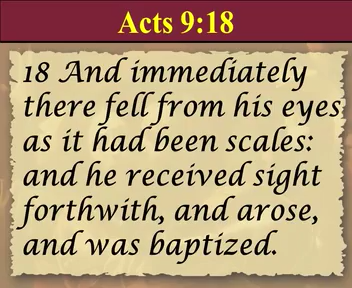 Acts 9:18
18 And immediately
there fell from his eyes
as it had been scales:
and he received sight
forthwith, and arose,
and was baptized.